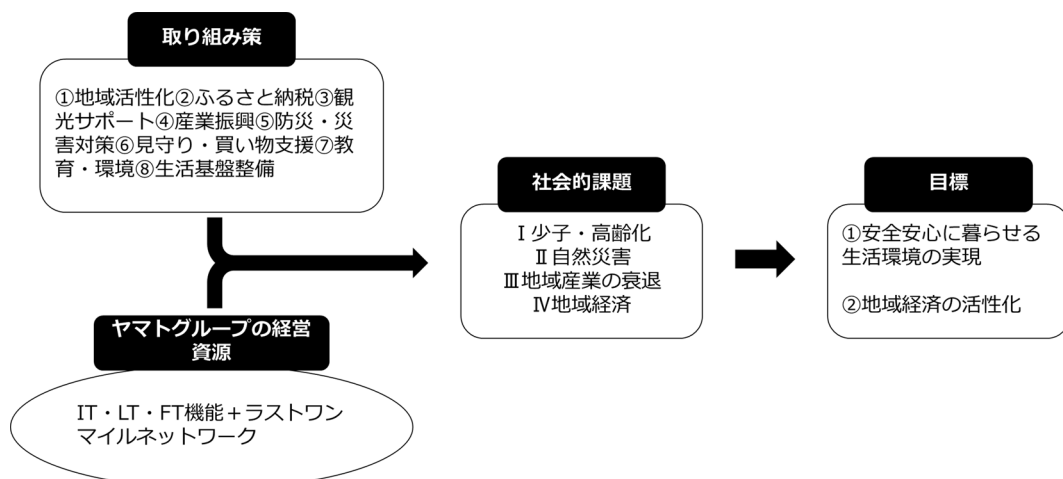 取り組み策
①地域活性化②ふるさと納税③観
光サポート④産業振興⑤防災・災
害対策⑥見守り・買い物支援⑦教
育・環境⑧生活基盤整備
ヤマトグループの経営
資源
IT・LT・FT機能＋ラストワン
マイルネットワーク
社会的課題
Ⅰ少子・高齢化
Ⅱ自然災害
Ⅲ地域産業の衰退
Ⅳ地域経済
目標
①安全安心に暮らせる
生活環境の実現
②地域経済の活性化